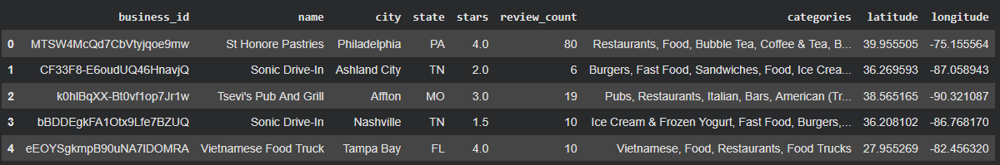 business_id name city state stars review_count categories latitude longitude
0 MTSW4McQd7CbVtyjqoe9mw St Honore Pastries Philadelphia PA 4.0 80 Restaurants, Food, Bubble Tea, Coffee & Tea, B... 39.955505 -75.155564
1 CF33F8-E6oudUQ46HnavjQ Sonic Drive-In Ashland City TN 2.0 6 Burgers, Fast Food, Sandwiches, Food, Ice Crea... 36.269593 -87.058943
2 k0hlBqXX-Bt0vf1op7Jr1w Tsevi's Pub And Grill Affton MO 3.0 19 Pubs, Restaurants, Italian, Bars, American (Tr... 38.565165 -90.321087
3 bBDDEgkFA1Otx9Lfe7BZUQ Sonic Drive-In Nashville TN 1.5 10 Ice Cream & Frozen Yogurt, Fast Food, Burgers,... 36.208102 -86.768170
4 eEOYSgkmpB90uNA7lDOMRA Vietnamese Food Truck Tampa Bay FL 4.0 10 Vietnamese, Food, Restaurants, Food Trucks 27.955269 -82.456320